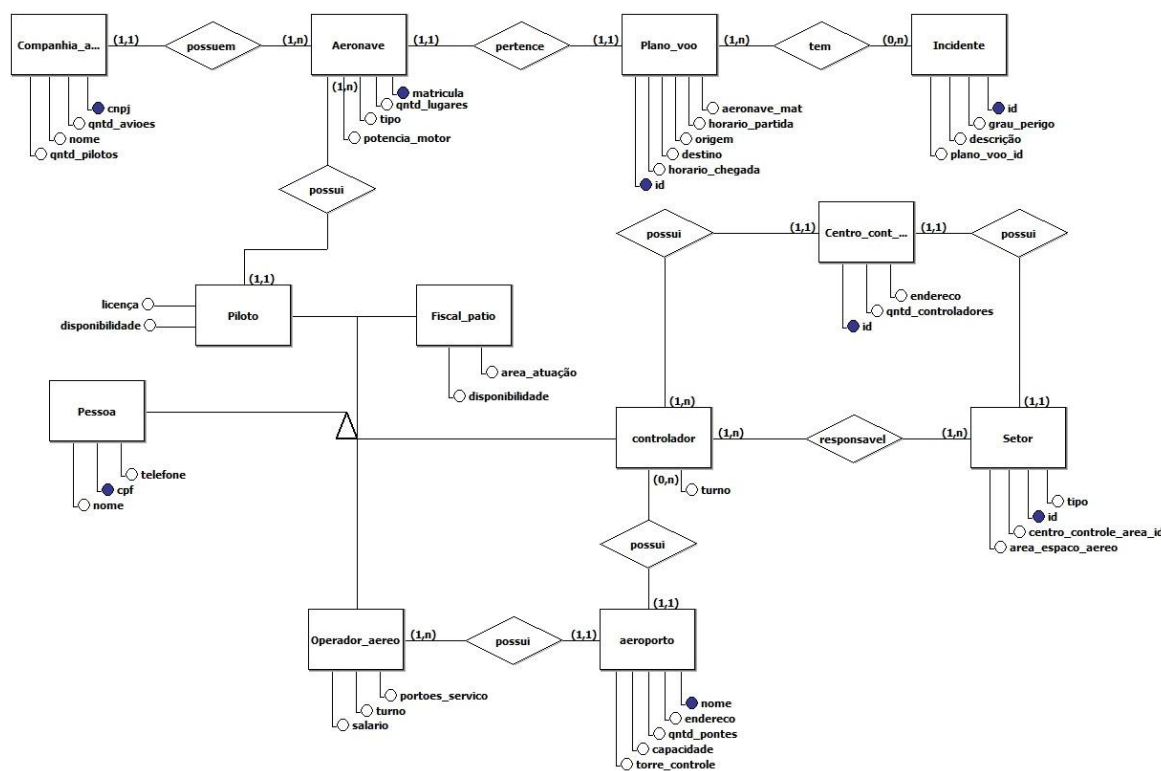 Companhia_a...
(1,1)
possuem
(1,n)
Aeronave
(1,1)
pertence
(1,1)
Plano_voo
(1,n)
tem
(0,n)
Incidente
cnpj
qntd_avioes
nome
qntd_pilotos
(1,n)
matricula
qntd_lugares
tipo
potencia_motor
aeronave_mat
horario_partida
origem
destino
horario_chegada
id
id
grau_perigo
descrição
plano_voo_id
possui
possui
(1,1)
Centro_cont_...
(1,1)
possui
endereco
qntd_controladores
id
(1,1)
licença
disponibilidade
Piloto
Fiscal_patio
area_atuação
disponibilidade
Pessoa
telefone
cpf
nome
(1,n)
controlador
(1,n)
responsavel
(1,n)
(1,1)
Setor
(0,n)
turno
tipo
id
centro_controle_area_id
area_espaco_aereo
possui
(1,1)
Operador_aereo
(1,n)
possui
(1,1)
aeroporto
portoes_servico
turno
salario
nome
endereco
qntd_pontes
capacidade
torre_controle